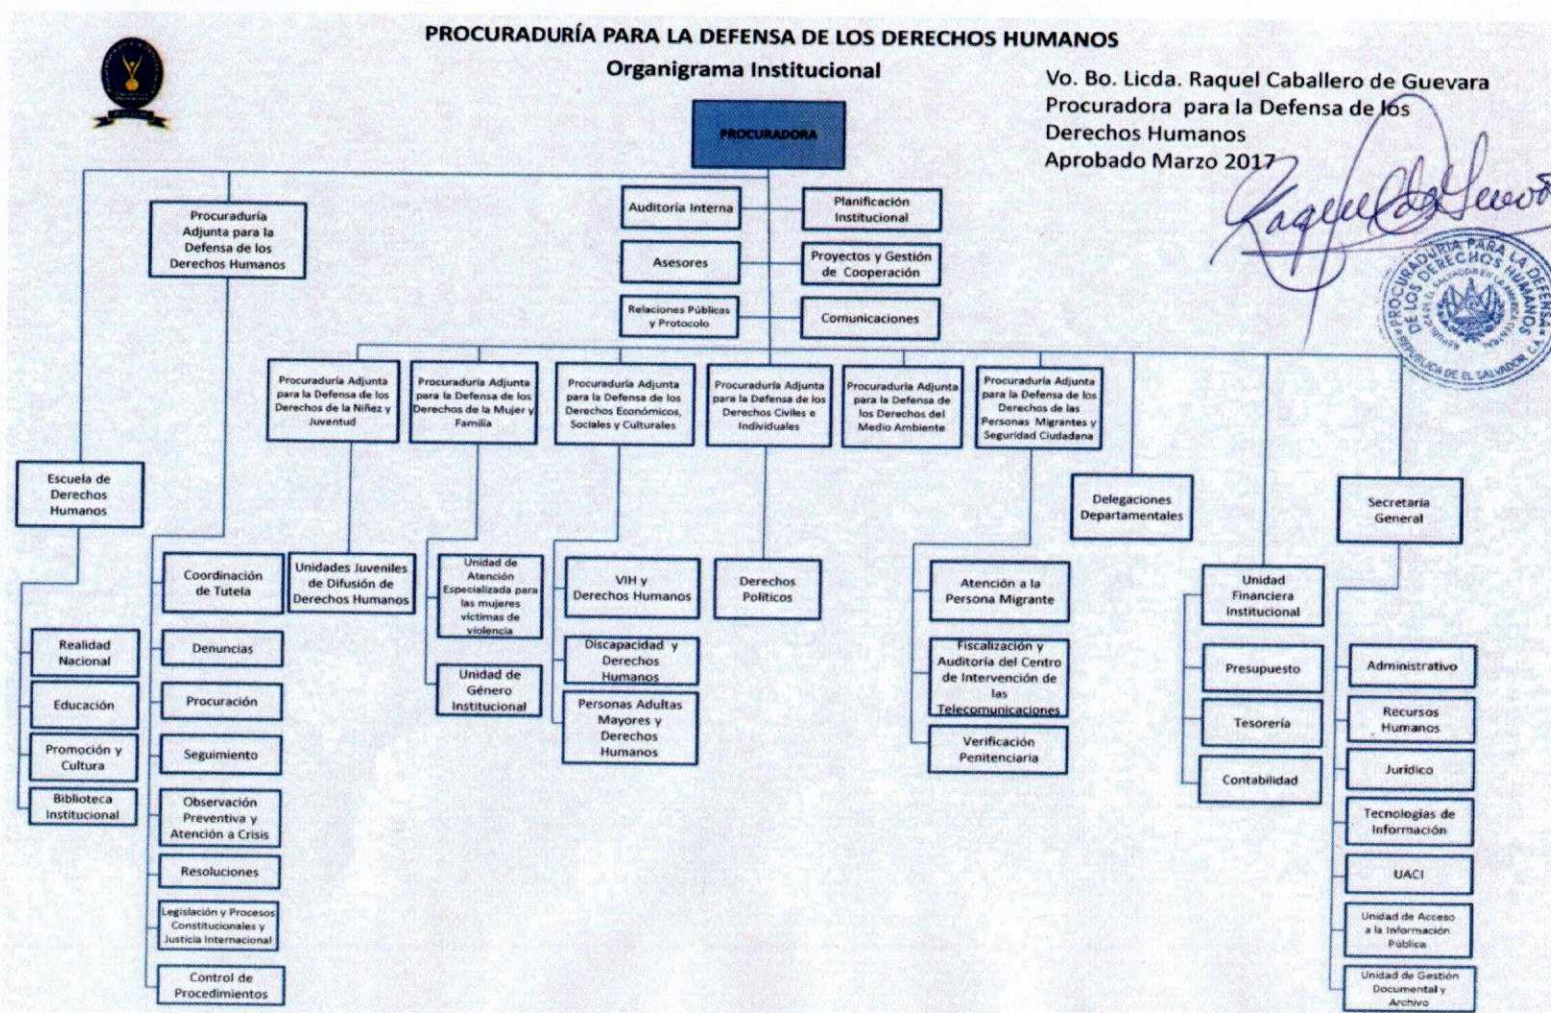 PROCURADURÍA PARA LA DEFENSA DE LOS DERECHOS HUMANOS
Organigrama Institucional
Vo. Bo. Licda. Raquel Caballero de Guevara
Procuradora para la Defensa de los
Derechos Humanos
Aprobado Marzo 2017
PROCURADORA
Procuraduría
Adjunta para la
Defensa de los
Derechos Humanos
Auditoría Interna
Planificación
Institucional
Asesores
Proyectos y Gestión
de Cooperación
Relaciones Públicas
y Protocolo
Comunicaciones
PROCURADURIA PARA LA DEFENSA
DE LOS DERECHOS HUMANOS
REPUBLICA DE EL SALVADOR, C.A.
Procuraduría Adjunta
para la Defensa de los
Derechos de la Niñez y
Juventud
Procuraduría Adjunta
para la Defensa de los
Derechos de la Mujer y
Familia
Procuraduría Adjunta
para la Defensa de los
Derechos Económicos,
Sociales y Culturales
Procuraduría Adjunta
para la Defensa de los
Derechos Civiles e
Individuales
Procuraduría Adjunta
para la Defensa de
los Derechos del
Medio Ambiente
Procuraduría Adjunta
para la Defensa de los
Derechos de las
Personas Migrantes y
Seguridad Ciudadana
Escuela de
Derechos
Humanos
Delegaciones
Departamentales
Secretaría
General
Coordinación
de Tutela
Unidades Juveniles
de Difusión de
Derechos Humanos
Unidad de
Atención
Especializada para
las mujeres
víctimas de
violencia
VIH y
Derechos Humanos
Derechos
Políticos
Atención a la
Persona Migrante
Unidad
Financiera
Institucional
Realidad
Nacional
Denuncias
Discapacidad y
Derechos
Humanos
Fiscalización y
Auditoría del Centro
de Intervención de
las
Telecomunicaciones
Presupuesto
Administrativo
Educación
Procuración
Unidad de
Género
Institucional
Personas Adultas
Mayores y
Derechos
Humanos
Tesorería
Recursos
Humanos
Promoción y
Cultura
Seguimiento
Verificación
Penitenciaria
Contabilidad
Jurídico
Biblioteca
Institucional
Observación
Preventiva y
Atención a Crisis
Tecnologías de
Información
Resoluciones
UACI
Legislación y Procesos
Constitucionales y
Justicia Internacional
Unidad de Acceso
a la Información
Pública
Control de
Procedimientos
Unidad de Gestión
Documental y
Archivo